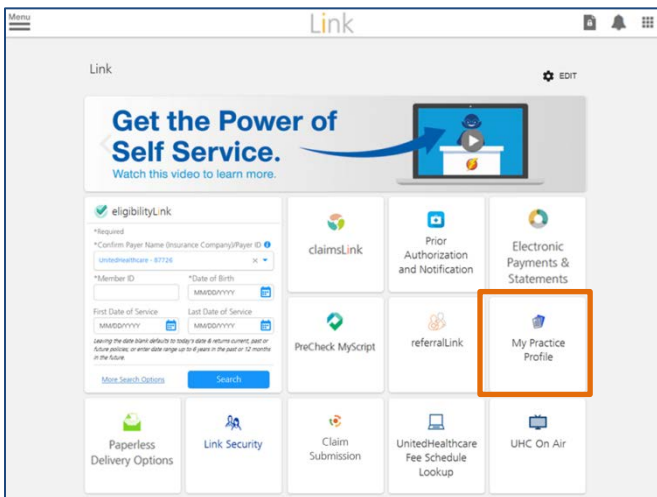 Menu
Link
Link
EDIT
Get the Power of
Self Service.
Watch this video to learn more.
eligibilityLink
*Required
*Confirm Payer Name (Insurance Company)/Payer ID
UnitedHealthcare - 87726
*Member ID
*Date of Birth
MM/DD/YYYY
First Date of Service
Last Date of Service
MM/DD/YYYY
MM/DD/YYYY
Leaving the date blank defaults to today's date & returns current, past or
future policies; or enter date range up to 4 years in the past or 12 months
in the future.
More Search Options
Search
claimsLink
Prior
Authorization
and Notification
Electronic
Payments &
Statements
PreCheck MyScript
referralLink
My Practice
Profile
Paperless
Delivery Options
Link Security
Claim
Submission
UnitedHealthcare
Fee Schedule
Lookup
UHC On Air